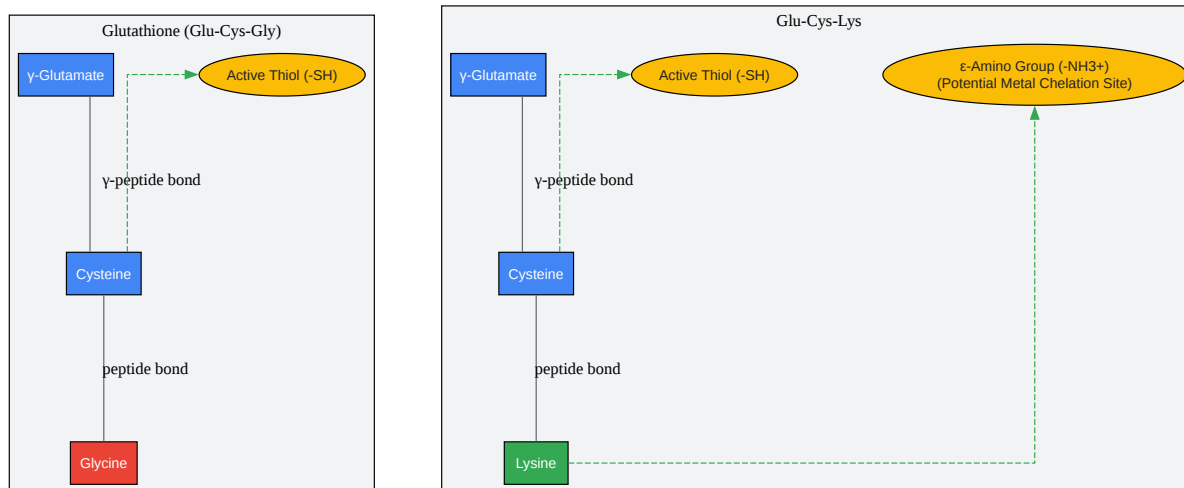 Glutathione (Glu-Cys-Gly)
γ-Glutamate
Active Thiol (-SH)
γ-peptide bond
Cysteine
peptide bond
Glycine
Glu-Cys-Lys
γ-Glutamate
Active Thiol (-SH)
ε-Amino Group (-NH3+)
(Potential Metal Chelation Site)
γ-peptide bond
Cysteine
peptide bond
Lysine